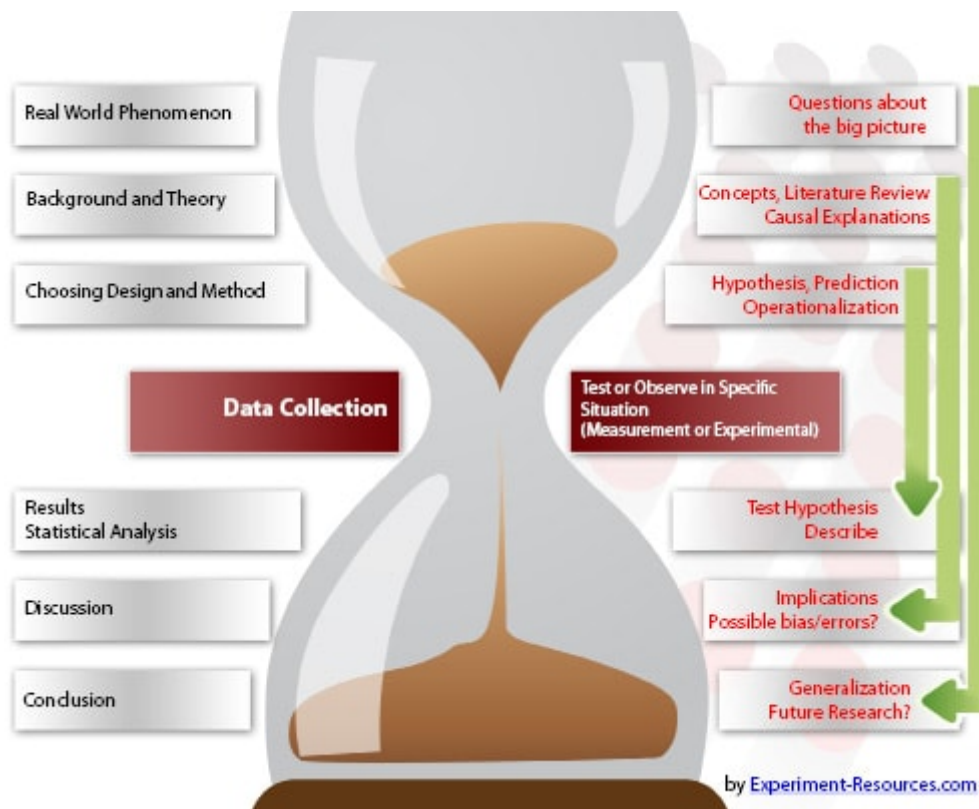 Real World Phenomenon
Questions about
the big picture
Background and Theory
Concepts, Literature Review
Causal Explanations
Choosing Design and Method
Hypothesis, Prediction
Operationalization
Data Collection
Test or Observe in Specific
Situation
(Measurement or Experimental)
Results
Statistical Analysis
Test Hypothesis
Describe
Discussion
Implications
Possible bias/errors?
Conclusion
Generalization
Future Research?
by Experiment-Resources.com